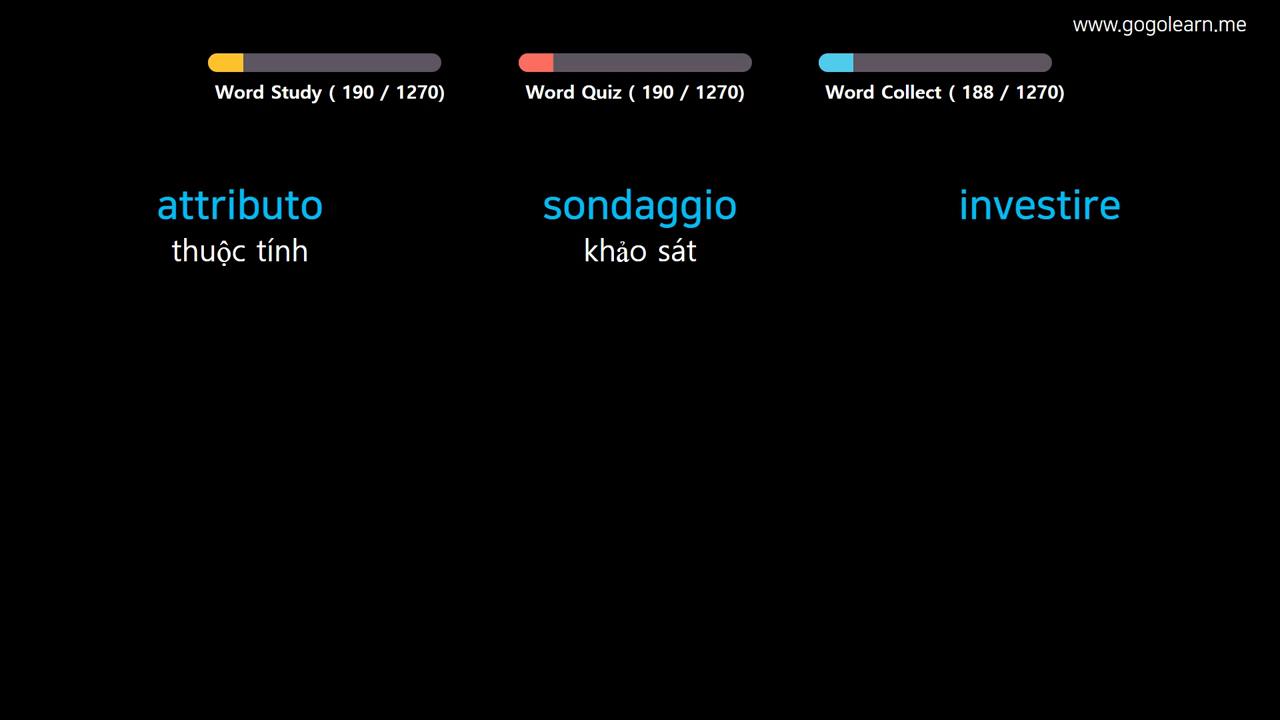 www.gogolearn.me
Word Study ( 190 / 1270)
Word Quiz ( 190 / 1270)
Word Collect ( 188 / 1270)
attributo
thuộc tính
sondaggio
khảo sát
investire